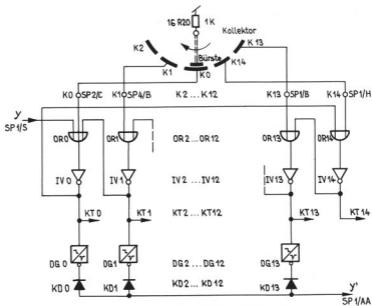 16 R20 1K
Kollektor
K2 K13
Bürste
K1 K0 K14
K0 SP2/C K1 SP4/B K2...K12 K13 SP1/B K14 SP1/H
y
SP1/S
OR0 OR1 OR2...OR12 OR13 OR14
IV0 IV1 IV2...IV12 IV13 IV14
KT0 KT1 KT2...KT12 KT13 KT14
DG0 DG1 DG2...DG12 DG13
KD0 KD1 KD2...KD12 KD13
y'
SP1/AA